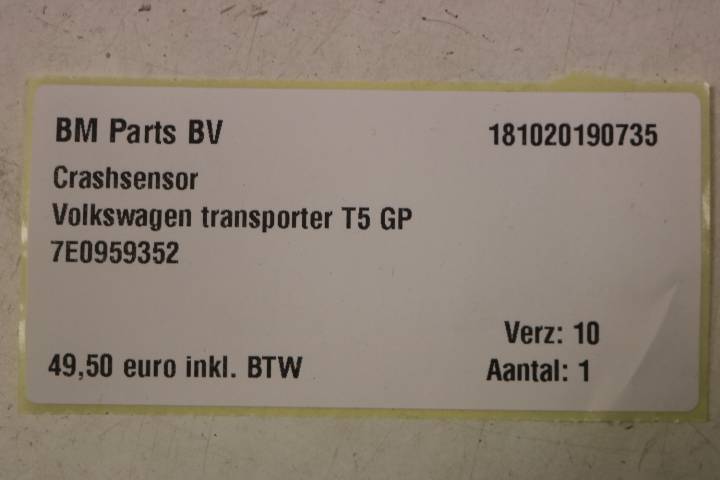 BM Parts BV 181020190735
Crashsensor
Volkswagen transporter T5 GP
7E0959352
Verz: 10
49,50 euro inkl. BTW Aantal: 1